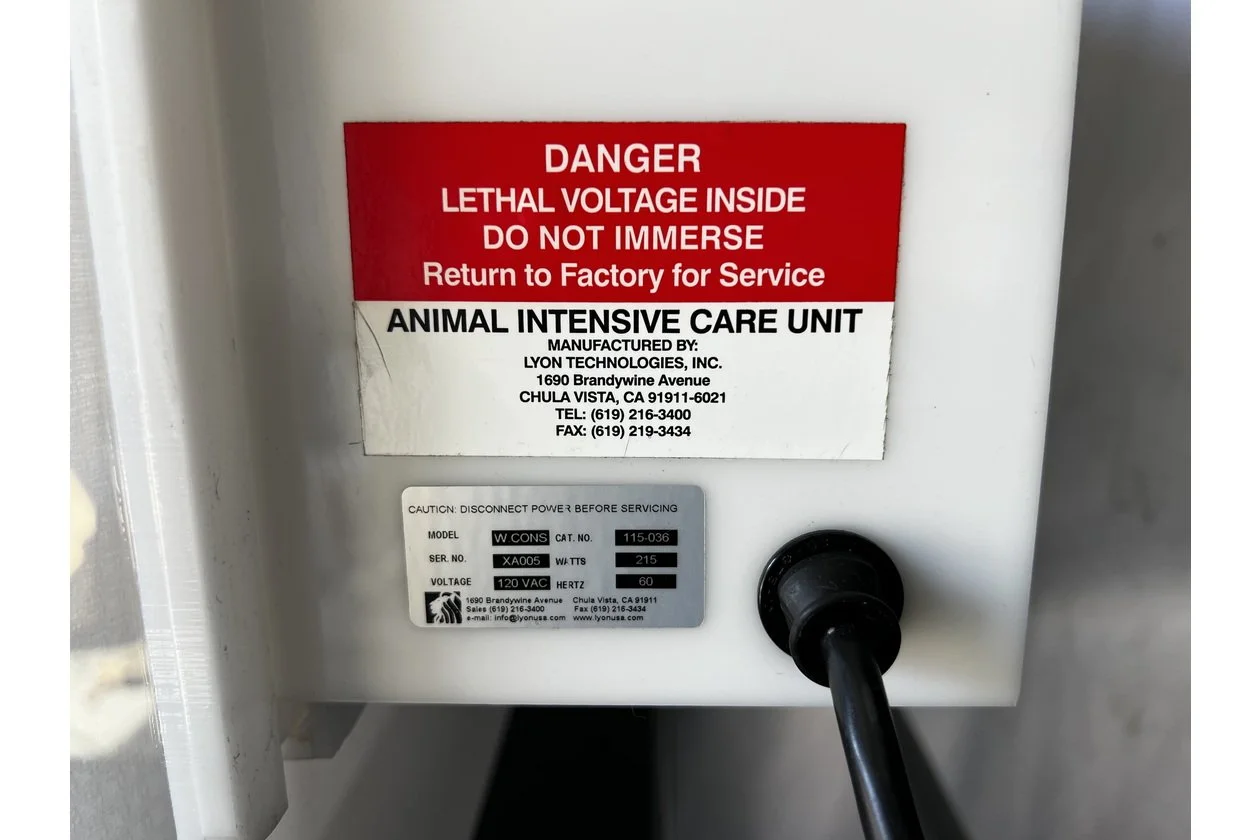 DANGER
LETHAL VOLTAGE INSIDE
DO NOT IMMERSE
Return to Factory for Service
ANIMAL INTENSIVE CARE UNIT
MANUFACTURED BY:
LYON TECHNOLOGIES, INC.
1690 Brandywine Avenue
CHULA VISTA, CA 91911-6021
TEL: (619) 216-3400
FAX: (619) 219-3434
CAUTION: DISCONNECT POWER BEFORE SERVICING
MODEL W CONS CAT. NO. 115-036
SER. NO. XA005 WATTS 215
VOLTAGE 120 VAC HERTZ 60
1690 Brandywine Avenue Chula Vista, CA 91911
Sales (619) 216-3400 Fax (619) 216-3434
e-mail: info@lyonusa.com www.lyonusa.com